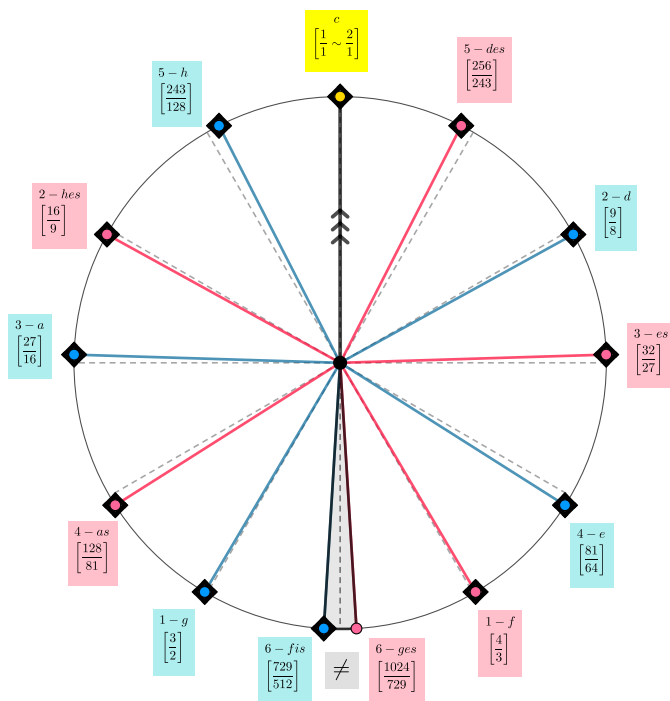 c
[1/1 ∼ 2/1]
5 − des
[256/243]
2 − d
[9/8]
3 − es
[32/27]
4 − e
[81/64]
1 − f
[4/3]
6 − ges
[1024/729]
≠
6 − fis
[729/512]
1 − g
[3/2]
4 − as
[128/81]
3 − a
[27/16]
2 − hes
[16/9]
5 − h
[243/128]